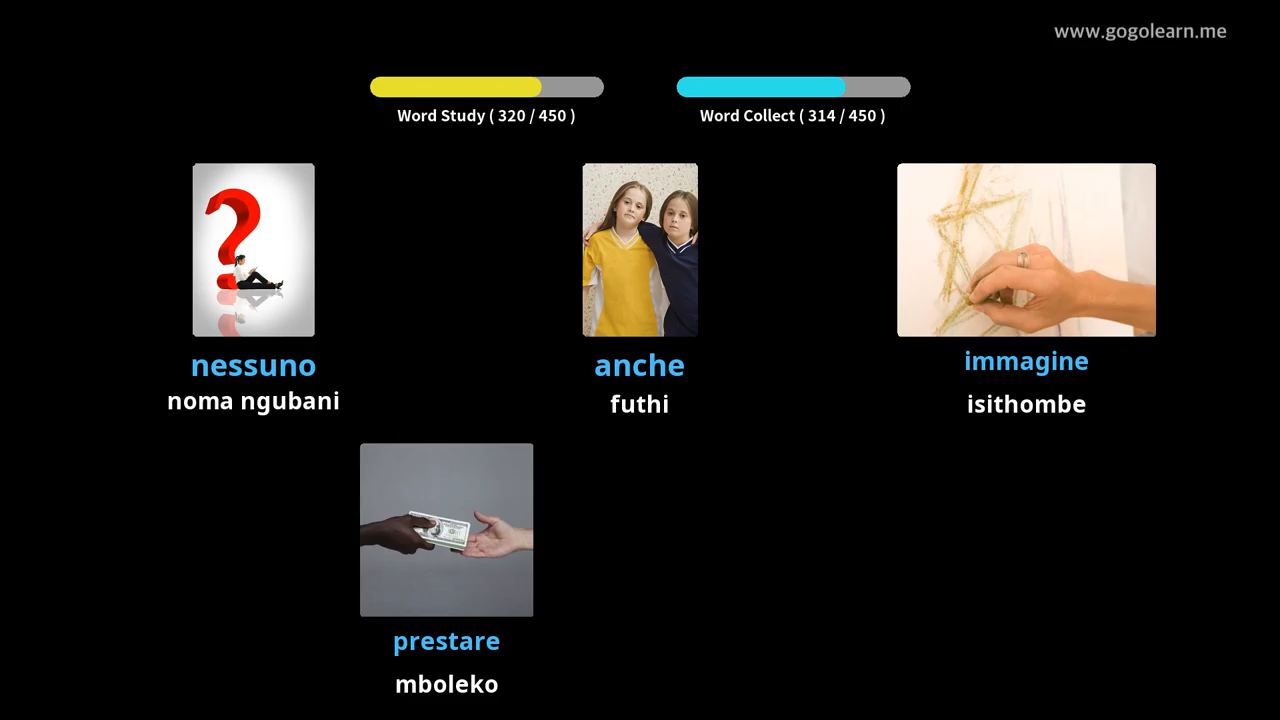 www.gogolearn.me
Word Study ( 320 / 450 )
Word Collect ( 314 / 450 )
nessuno
noma ngubani
anche
futhi
immagine
isithombe
prestare
mboleko